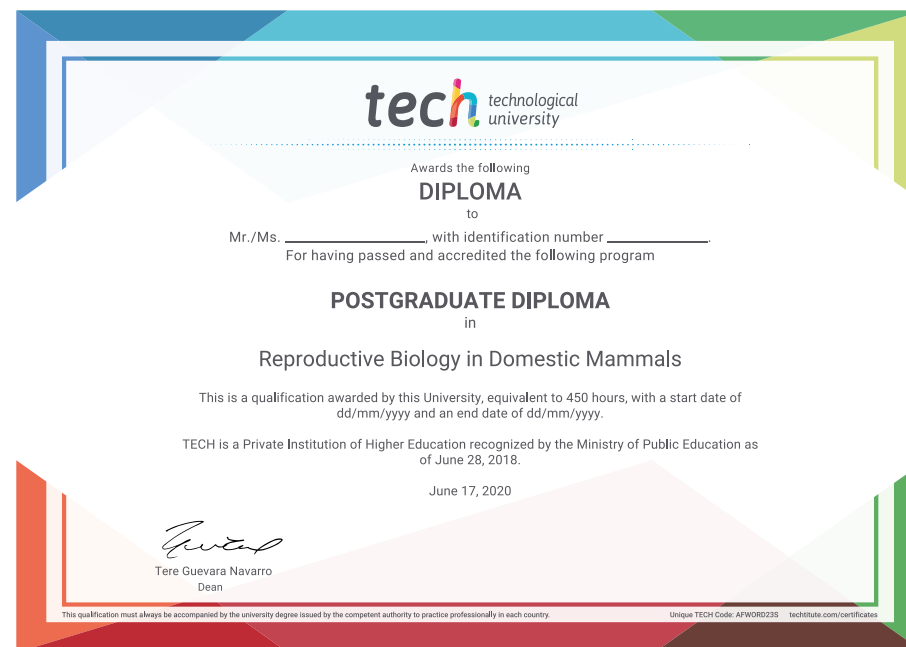 tech technological
university
Awards the following
DIPLOMA
to
Mr./Ms. ____________________, with identification number ______________.
For having passed and accredited the following program
POSTGRADUATE DIPLOMA
in
Reproductive Biology in Domestic Mammals
This is a qualification awarded by this University, equivalent to 450 hours, with a start date of
dd/mm/yyyy and an end date of dd/mm/yyyy.
TECH is a Private Institution of Higher Education recognized by the Ministry of Public Education as
of June 28, 2018.
June 17, 2020
Tere Guevara Navarro
Dean
This qualification must always be accompanied by the university degree issued by the competent authority to practice professionally in each country. Unique TECH Code: AFWORD23S techtitute.com/certificates